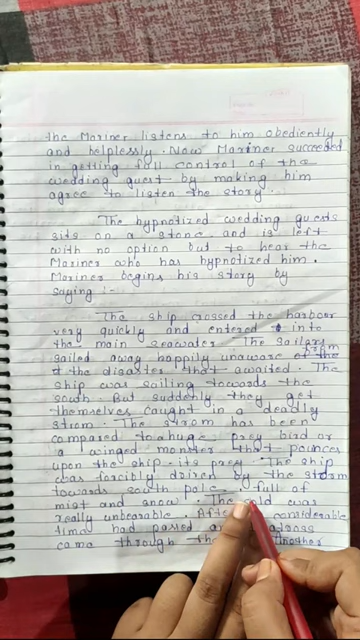 the Mariner listens to him obediently
and helplessly. Now Mariner succeeded
in getting full control of the
wedding guest by making him
agree to listen the story.
The hypnotized wedding guests
sits on a stone and is left
with no option but to hear the
Mariner who has hypnotized him.
Mariner begins his story by
saying :-
The ship crossed the harbour
very quickly and entered into
the main seawater. The sailors
sailed away happily unaware from
the disaster that awaited. The
ship was sailing towards the
south. But suddenly they get
themselves caught in a deadly
strom. The strom has been
compared to a huge prey bird or
a winged monster that pounces
upon the ship. its prey. The ship
was forcibly driven by the storm
towards south pole, full of
mist and snow. The cold was
really unbearable. After considerable
time had passed an
came through the another